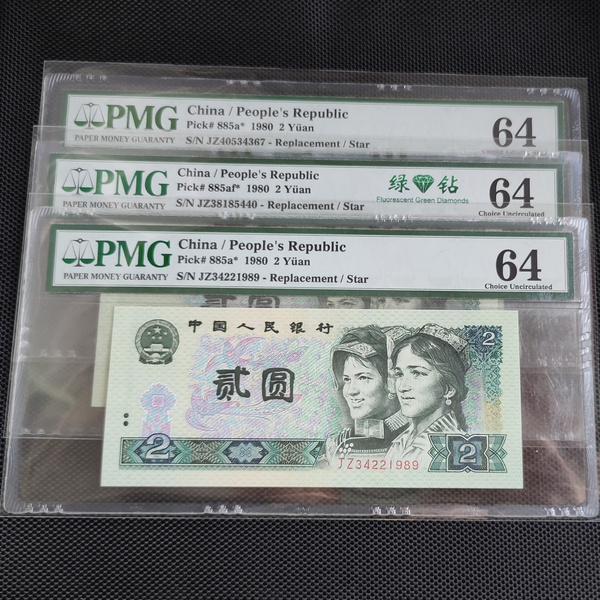 PMG
PAPER MONEY GUARANTY
China / People's Republic
Pick# 885a* 1980 2 Yüan
S/N JZ40534367 - Replacement / Star
64
PMG
PAPER MONEY GUARANTY
China / People's Republic
Pick# 885af* 1980 2 Yüan
S/N JZ38185440 - Replacement / Star
绿钻
Fluorescent Green Diamonds
64
Choice Uncirculated
PMG
PAPER MONEY GUARANTY
China / People's Republic
Pick# 885a* 1980 2 Yüan
S/N JZ34221989 - Replacement / Star
64
Choice Uncirculated
中国人民银行
贰圆
2
2
2
JZ34221989